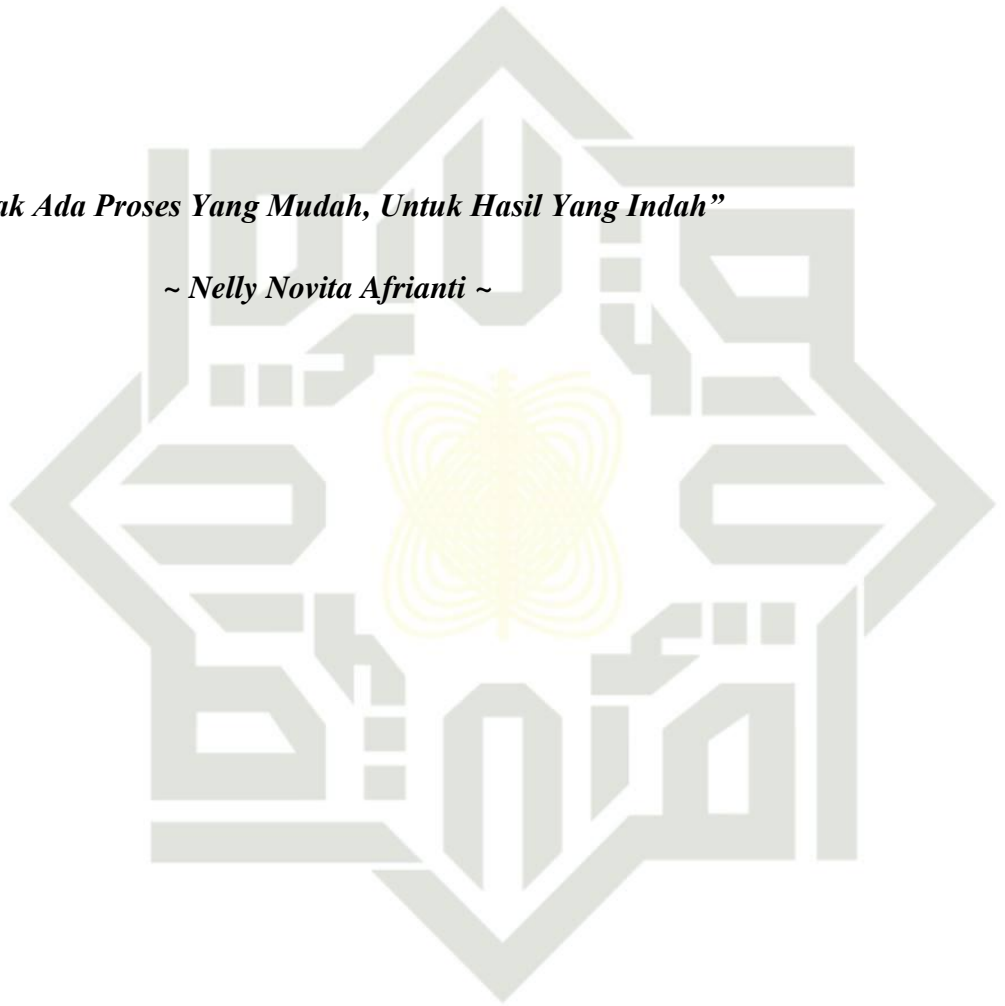 ak Ada Proses Yang Mudah, Untuk Hasil Yang Indah”
~ Nelly Novita Afrianti ~